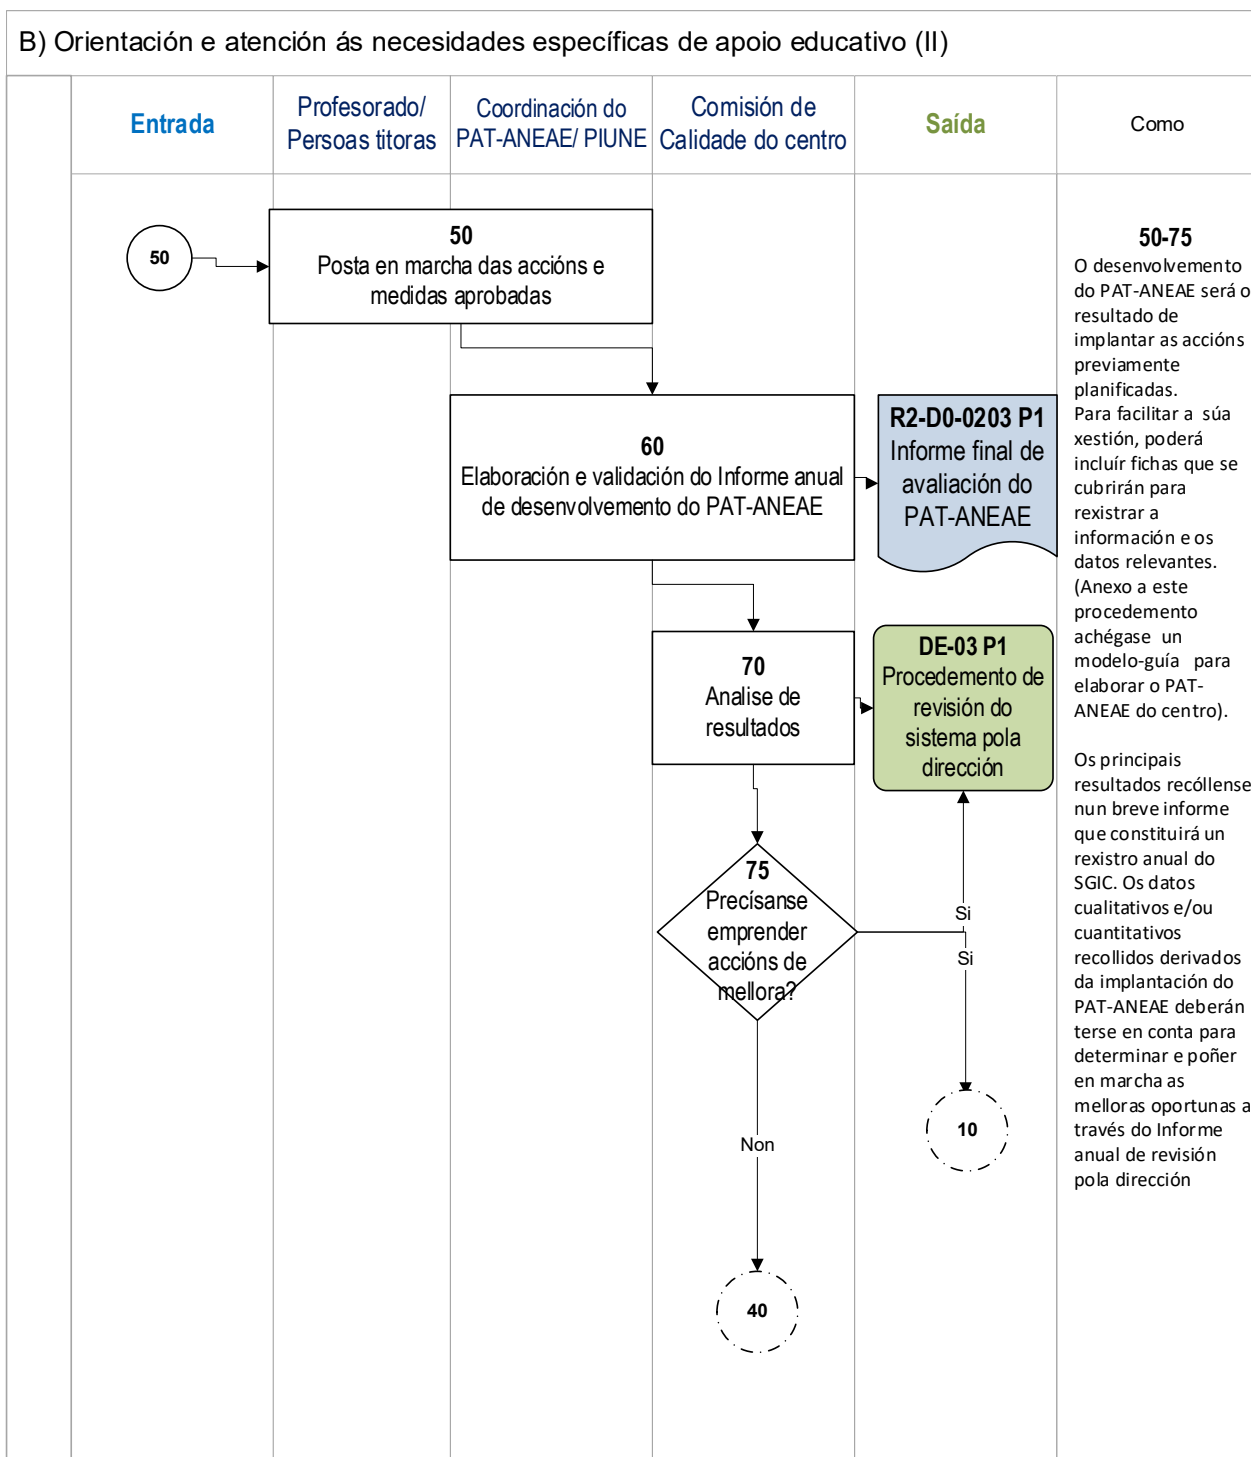 B) Orientación e atención ás necesidades específicas de apoio educativo (II)
Entrada
Profesorado/
Persoas titoras
Coordinación do
PAT-ANEAE/ PIUNE
Comisión de
Calidade do centro
Saída
Como
50
50
Posta en marcha das accións e
medidas aprobadas
60
Elaboración e validación do Informe anual
de desenvolvemento do PAT-ANEAE
R2-D0-0203 P1
Informe final de
avaliación do
PAT-ANEAE
70
Analise de
resultados
DE-03 P1
Procedemento de
revisión do
sistema pola
dirección
75
Precísanse
emprender
accións de
mellora?
Si
Si
10
Non
40
50-75
O desenvolvemento
do PAT-ANEAE será o
resultado de
implantar as accións
previamente
planificadas.
Para facilitar a súa
xestión, poderá
incluír fichas que se
cubrirán para
rexistrar a
información e os
datos relevantes.
(Anexo a este
procedemento
achégase un
modelo-guía para
elaborar o PAT-
ANEAE do centro).
Os principais
resultados recóllense
nun breve informe
que constituirá un
rexistro anual do
SGIC. Os datos
cualitativos e/ou
cuantitativos
recollidos derivados
da implantación do
PAT-ANEAE deberán
terse en conta para
determinar e poñer
en marcha as
melloras oportunas a
través do Informe
anual de revisión
pola dirección